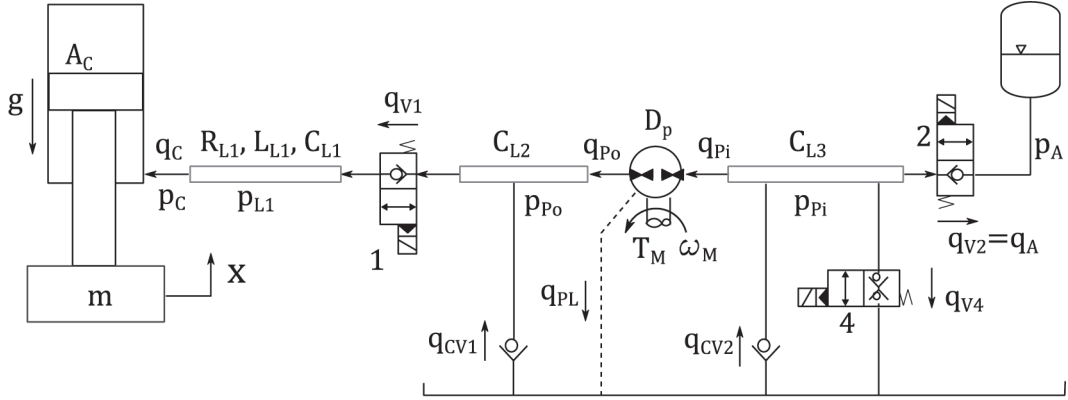 A_C
g
q_C
p_C
R_L1, L_L1, C_L1
p_L1
q_V1
1
C_L2
p_Po
q_Po
D_p
q_Pi
C_L3
p_Pi
2
p_A
q_V2=q_A
T_M ω_M
m
x
q_PL
4
q_V4
q_CV1
q_CV2